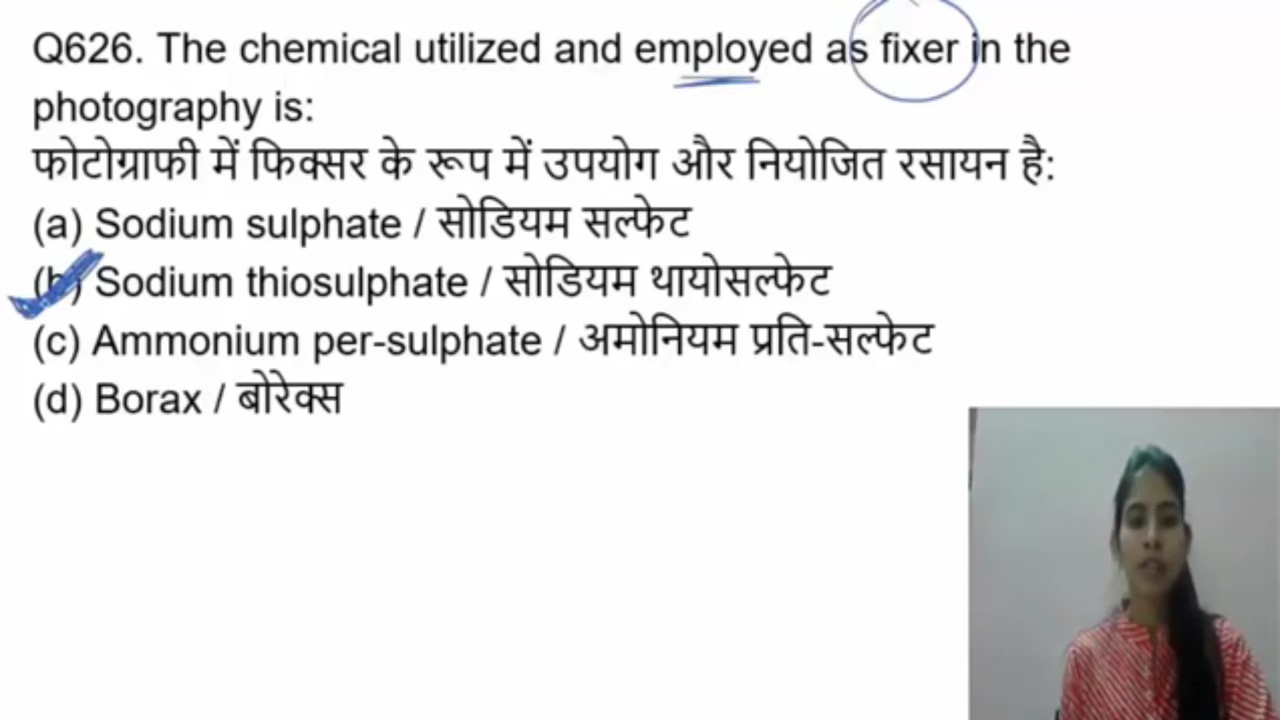 Q626. The chemical utilized and employed as fixer in the
photography is:
फोटोग्राफी में फिक्सर के रूप में उपयोग और नियोजित रसायन है:
(a) Sodium sulphate / सोडियम सल्फेट
(b) Sodium thiosulphate / सोडियम थायोसल्फेट
(c) Ammonium per-sulphate / अमोनियम प्रति-सल्फेट
(d) Borax / बोरेक्स